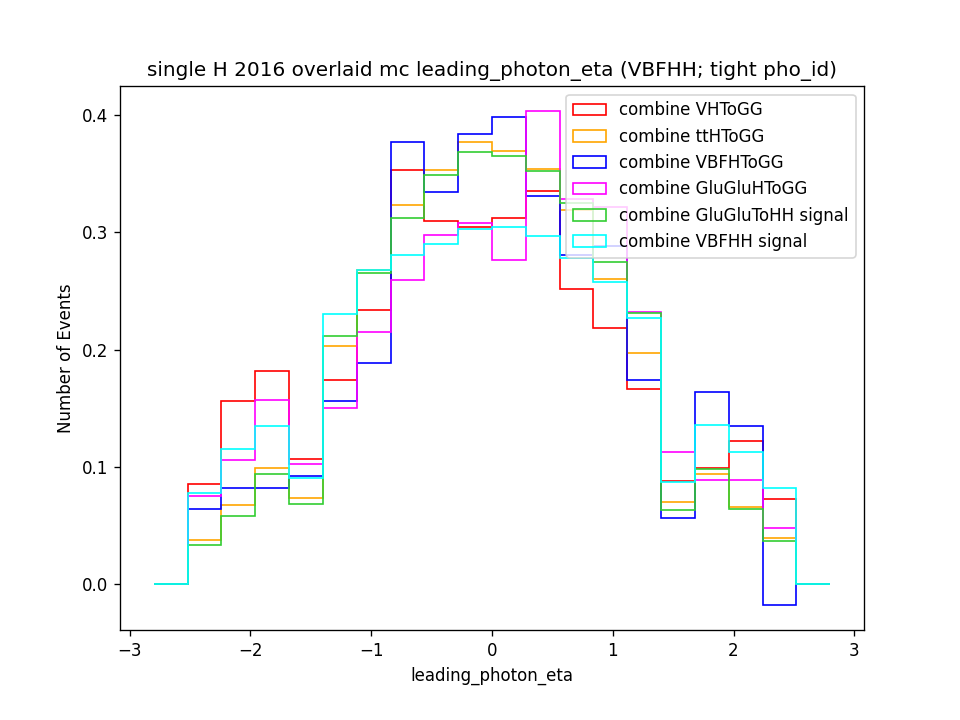 single H 2016 overlaid mc leading_photon_eta (VBFHH; tight pho_id)
combine VHToGG
combine ttHToGG
combine VBFHToGG
combine GluGluHToGG
combine GluGluToHH signal
combine VBFHH signal
Number of Events
0.4
0.3
0.2
0.1
0.0
−3 −2 −1 0 1 2 3
leading_photon_eta